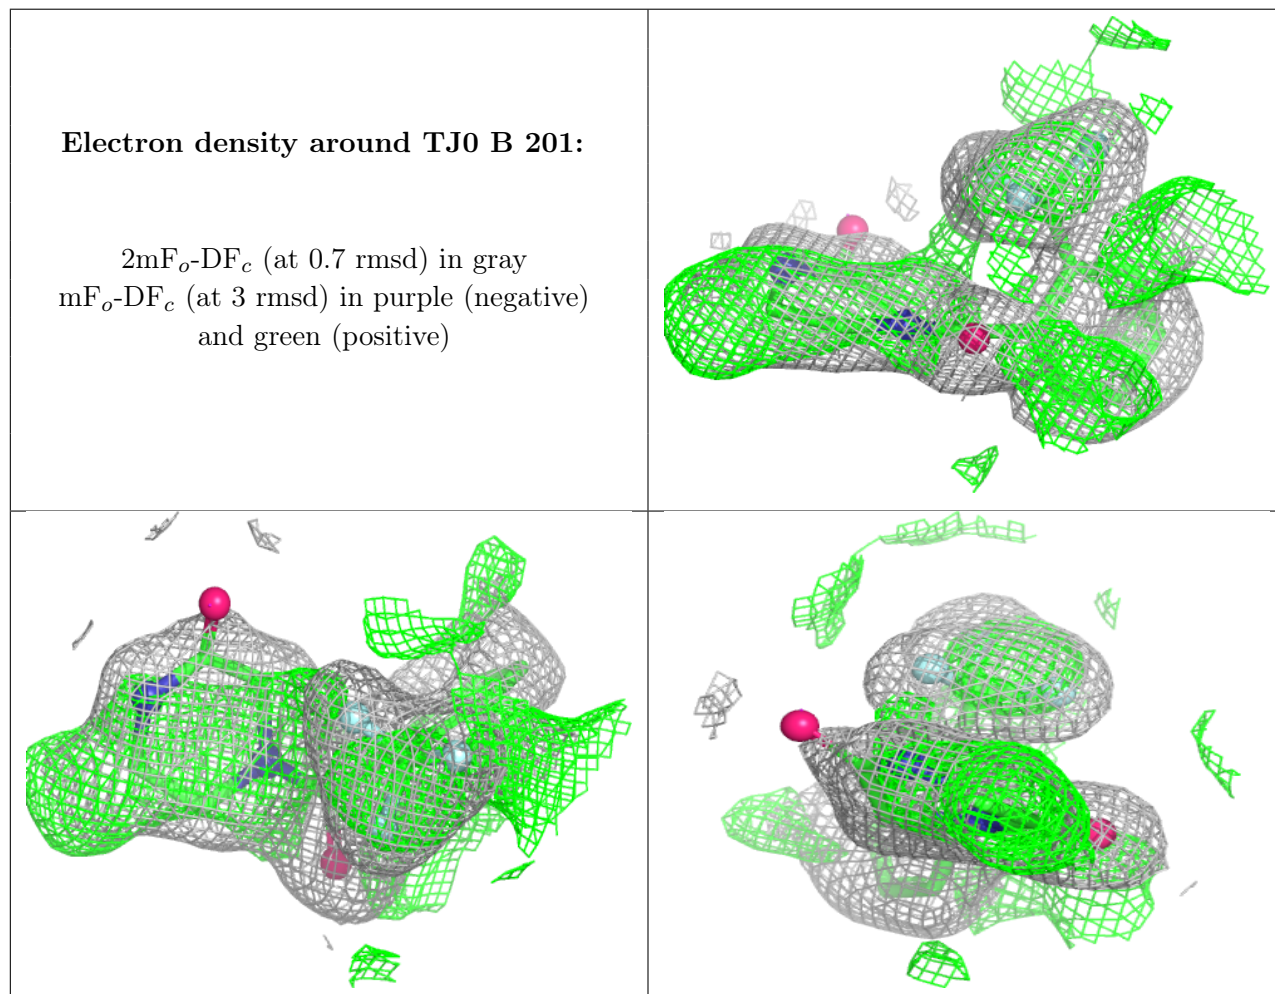 Electron density around TJ0 B 201:
2mFo-DFc (at 0.7 rmsd) in gray
mFo-DFc (at 3 rmsd) in purple (negative)
and green (positive)